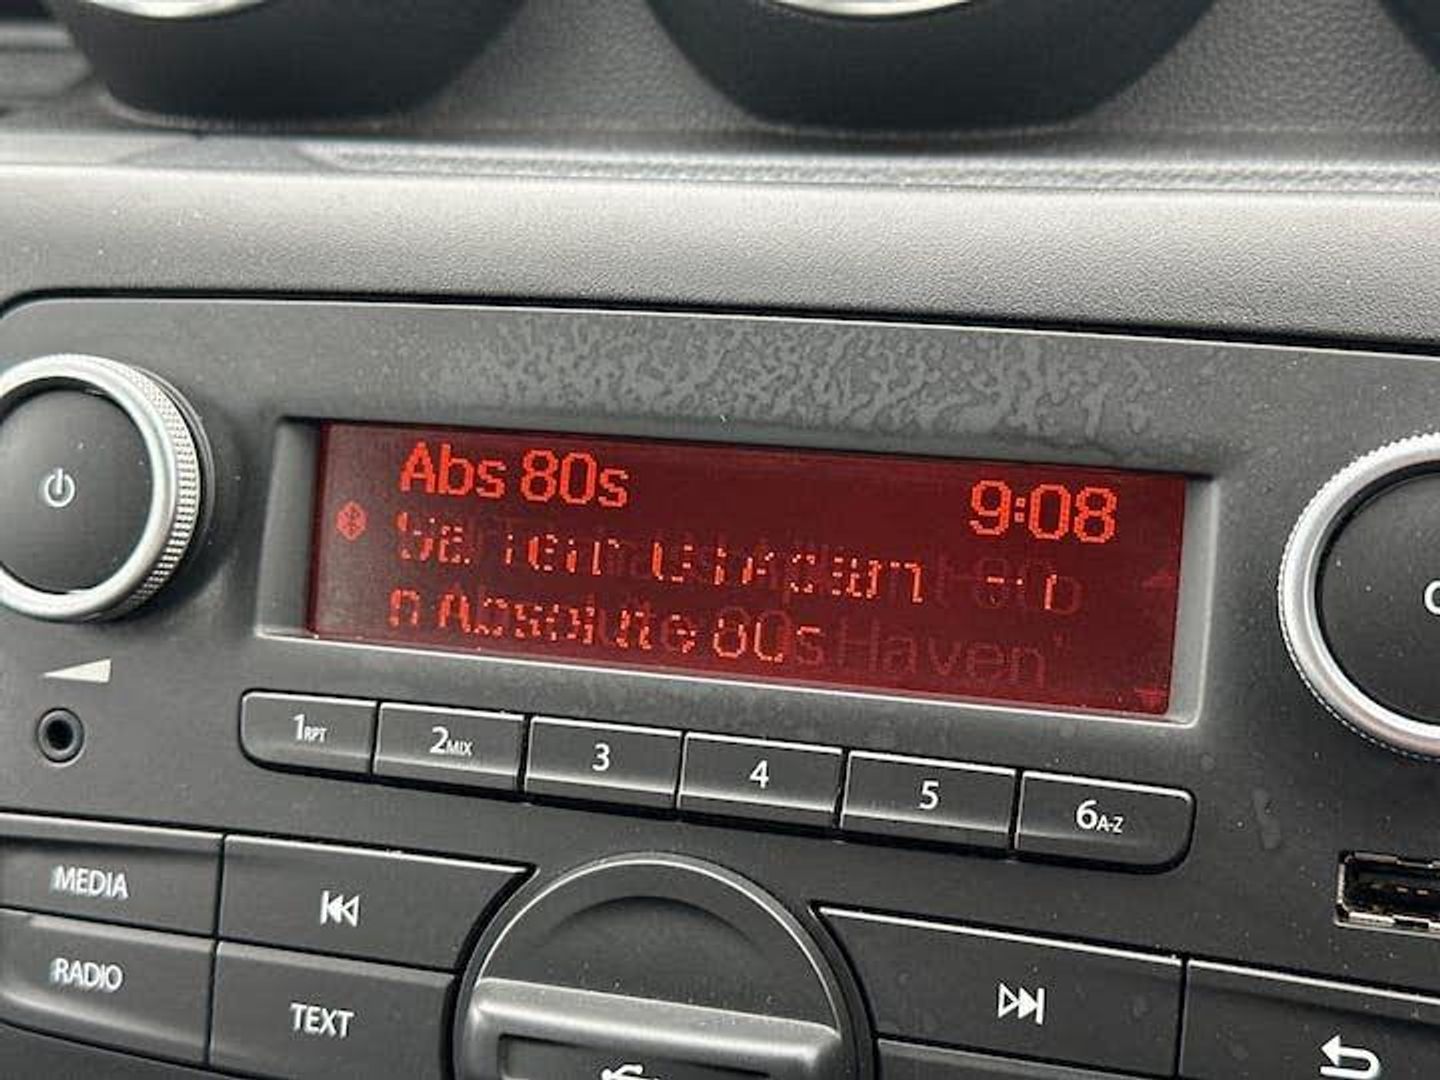 Abs 80s
9:08
Absolute 80s Haven"
1RPT
2MIX
3
4
5
6A-Z
MEDIA
RADIO
TEXT